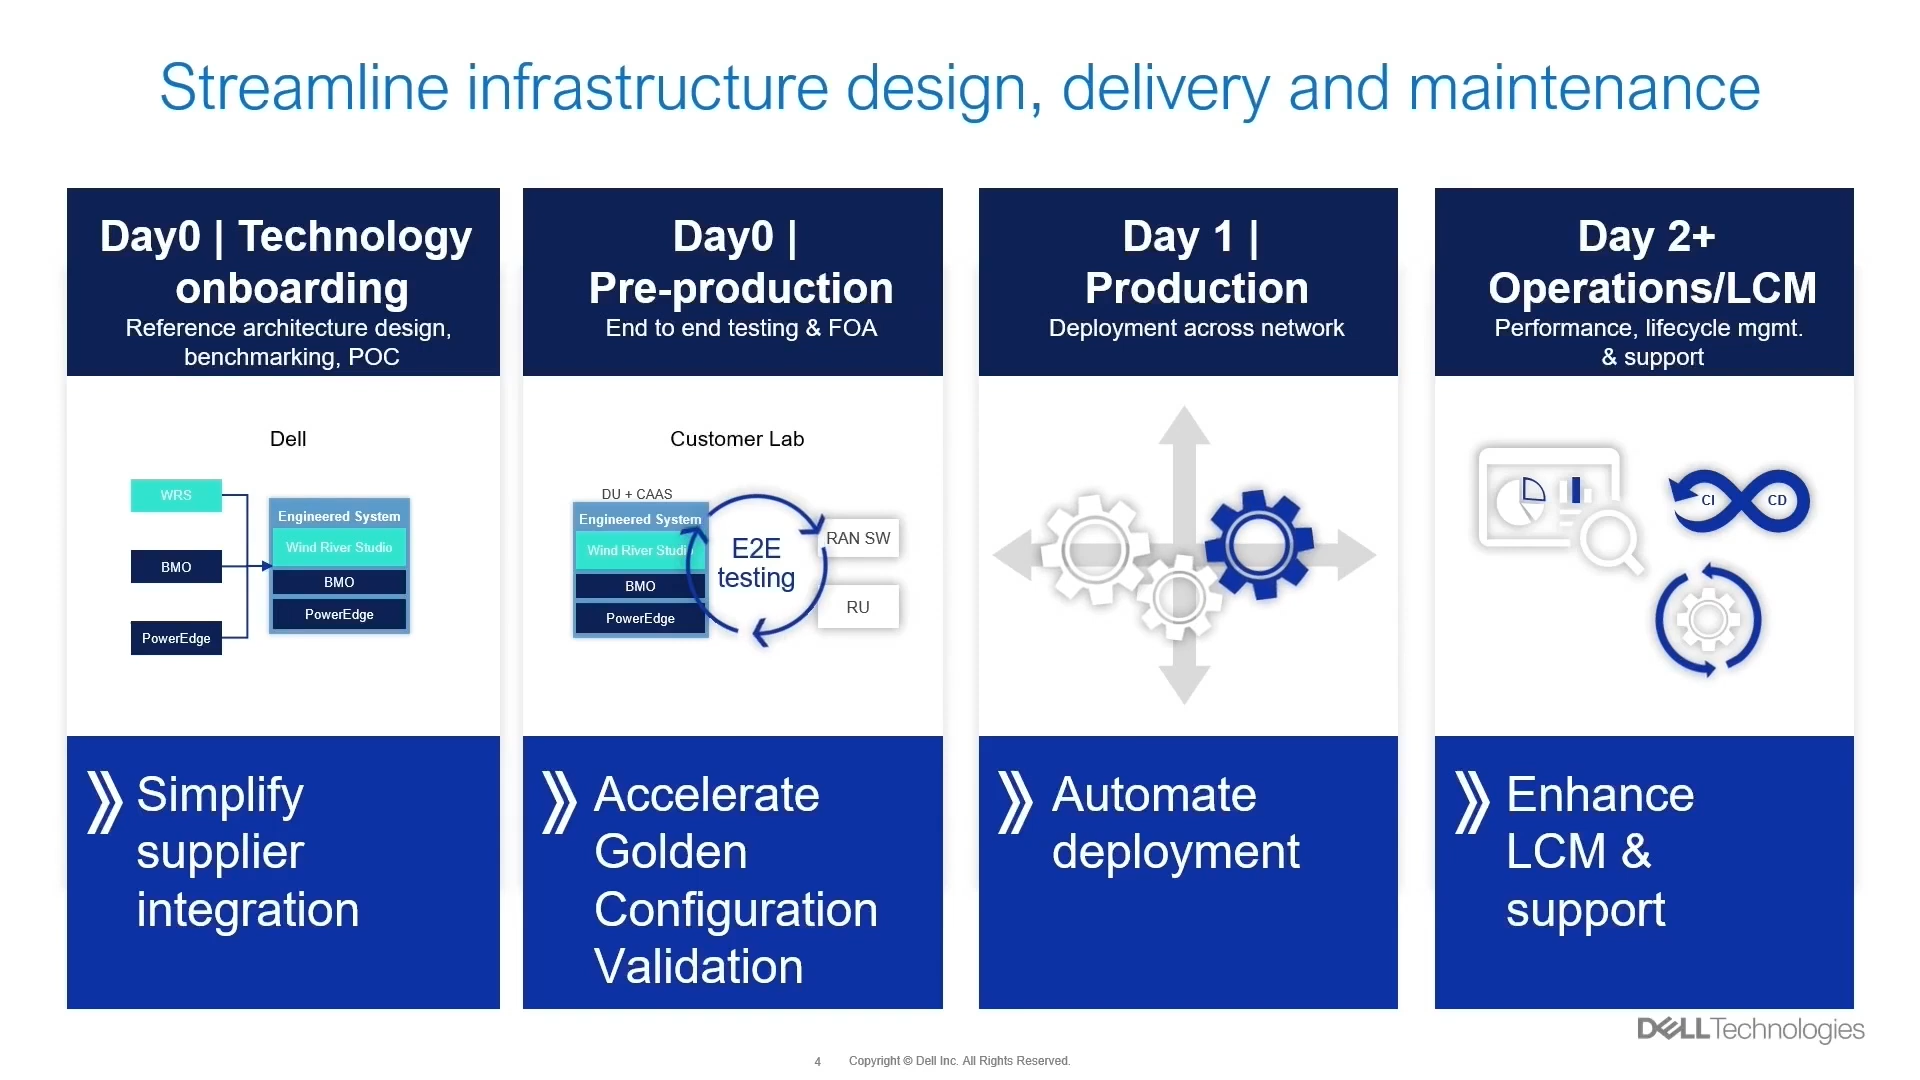 Streamline infrastructure design, delivery and maintenance
Day0 | Technology
onboarding
Reference architecture design,
benchmarking, POC
Dell
WRS
BMO
PowerEdge
Engineered System
Wind River Studio
BMO
PowerEdge
Simplify
supplier
integration
Day0 |
Pre-production
End to end testing & FOA
Customer Lab
DU + CAAS
Engineered System
Wind River Studio
BMO
PowerEdge
E2E
testing
RAN SW
RU
Accelerate
Golden
Configuration
Validation
Day 1 |
Production
Deployment across network
Automate
deployment
Day 2+
Operations/LCM
Performance, lifecycle mgmt.
& support
CI
CD
Enhance
LCM &
support
DELLTechnologies
4 Copyright © Dell Inc. All Rights Reserved.